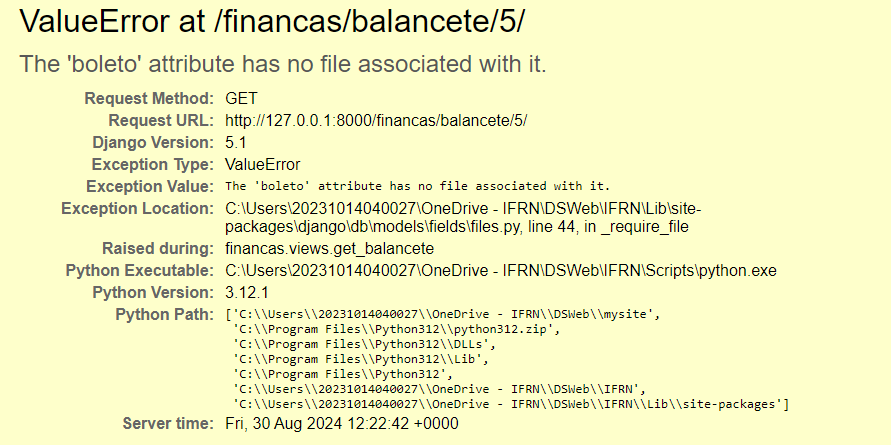 ValueError at /financas/balancete/5/
The 'boleto' attribute has no file associated with it.
Request Method: GET
Request URL: http://127.0.0.1:8000/financas/balancete/5/
Django Version: 5.1
Exception Type: ValueError
Exception Value: The 'boleto' attribute has no file associated with it.
Exception Location: C:\Users\20231014040027\OneDrive - IFRN\DSWeb\IFRN\Lib\site-
packages\django\db\models\fields\files.py, line 44, in _require_file
Raised during: financas.views.get_balancete
Python Executable: C:\Users\20231014040027\OneDrive - IFRN\DSWeb\IFRN\Scripts\python.exe
Python Version: 3.12.1
Python Path: ['C:\\Users\\20231014040027\\OneDrive - IFRN\\DSWeb\\mysite',
'C:\\Program Files\\Python312\\python312.zip',
'C:\\Program Files\\Python312\\DLLs',
'C:\\Program Files\\Python312\\Lib',
'C:\\Program Files\\Python312',
'C:\\Users\\20231014040027\\OneDrive - IFRN\\DSWeb\\IFRN',
'C:\\Users\\20231014040027\\OneDrive - IFRN\\DSWeb\\IFRN\\Lib\\site-packages']
Server time: Fri, 30 Aug 2024 12:22:42 +0000